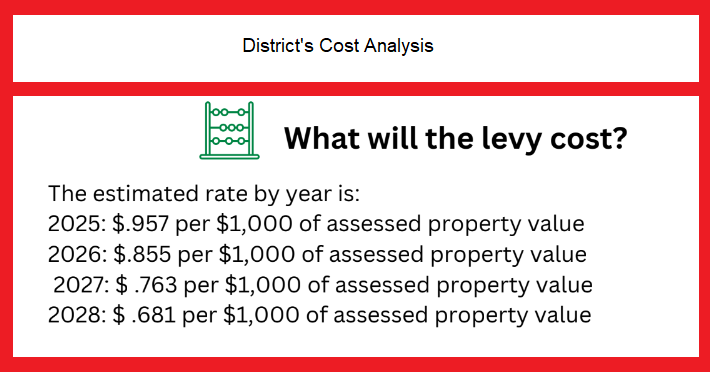 District's Cost Analysis
What will the levy cost?
The estimated rate by year is:
2025: $.957 per $1,000 of assessed property value
2026: $.855 per $1,000 of assessed property value
2027: $ .763 per $1,000 of assessed property value
2028: $ .681 per $1,000 of assessed property value